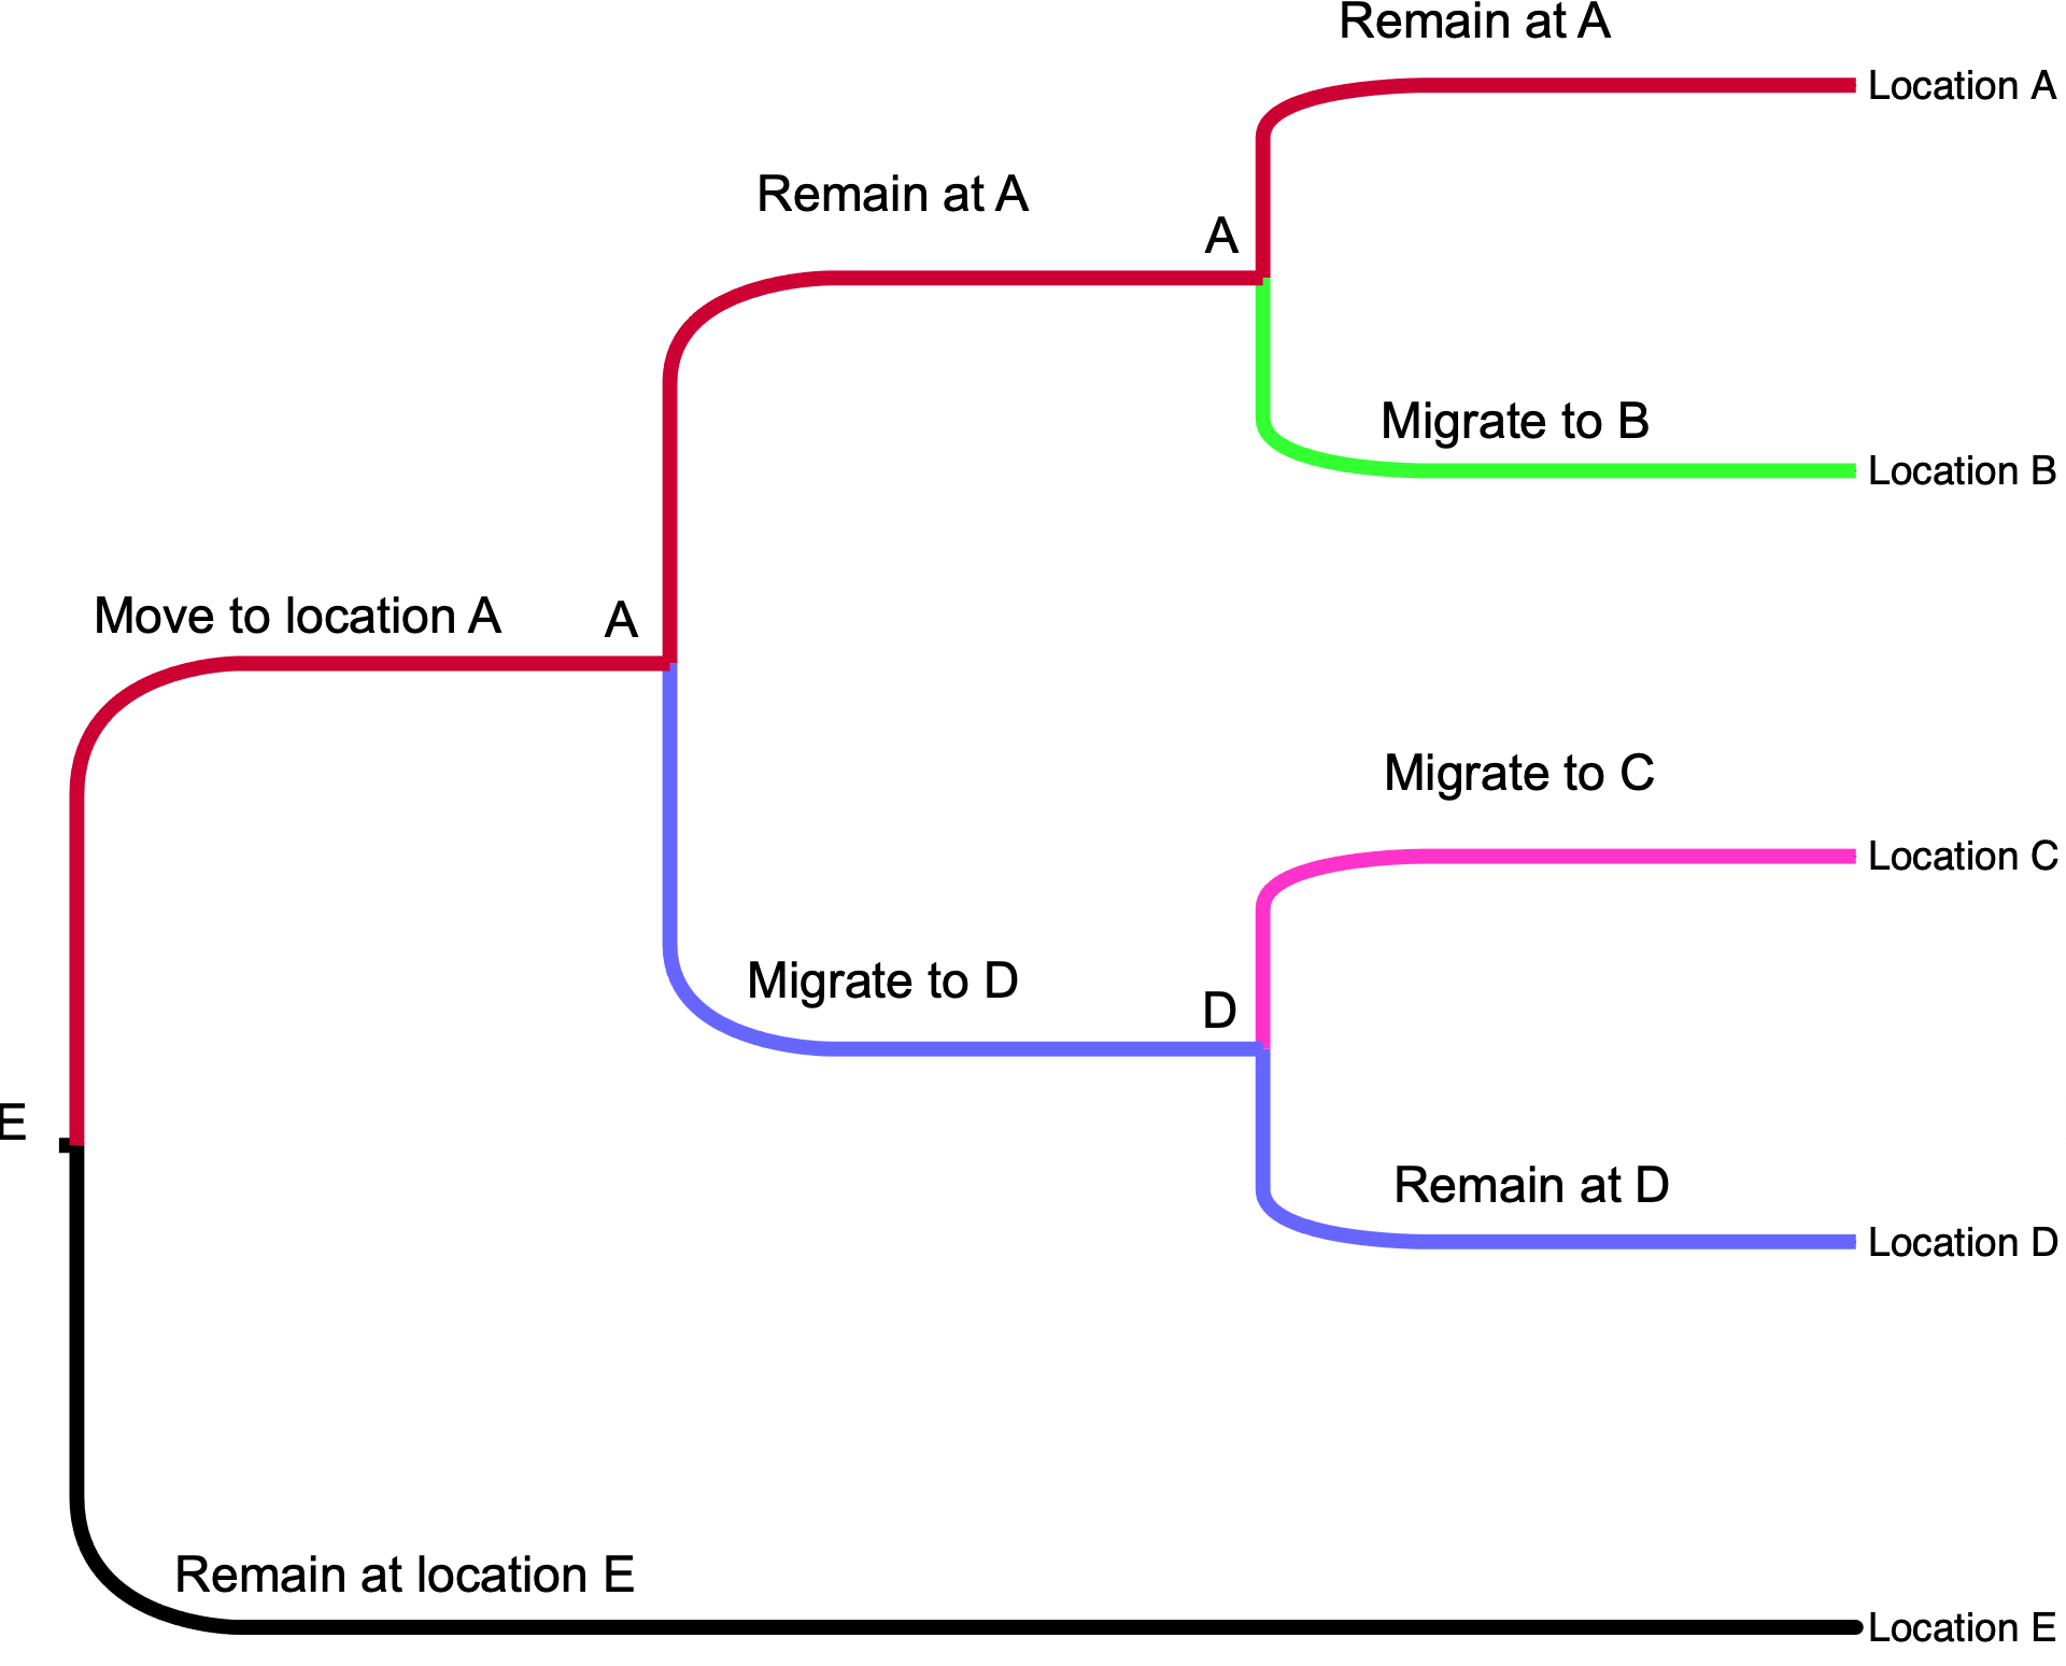 Remain at A
Location A
Remain at A
A
Migrate to B
Location B
Move to location A
A
Migrate to C
Location C
Migrate to D
D
E
Remain at D
Location D
Remain at location E
Location E